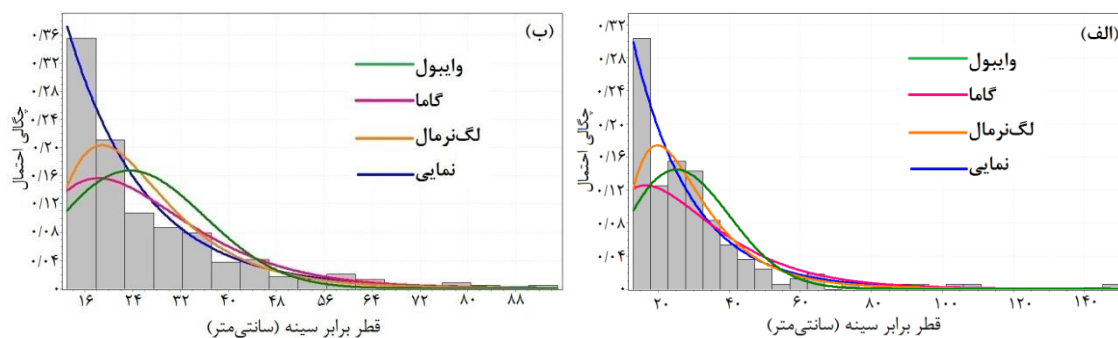 (الف)
چگالی احتمال
۰/۳۲
۰/۲۸
۰/۲۴
۰/۲۰
۰/۱۶
۰/۱۲
۰/۰۸
۰/۰۴
۰
وایبول
گاما
لگ‌نرمال
نمایی
۲۰ ۴۰ ۶۰ ۸۰ ۱۰۰ ۱۲۰ ۱۴۰
قطر برابر سینه (سانتی‌متر)
(ب)
چگالی احتمال
۰/۳۶
۰/۳۲
۰/۲۸
۰/۲۴
۰/۲۰
۰/۱۶
۰/۱۲
۰/۰۸
۰/۰۴
۰
وایبول
گاما
لگ‌نرمال
نمایی
۱۶ ۲۴ ۳۲ ۴۰ ۴۸ ۵۶ ۶۴ ۷۲ ۸۰ ۸۸
قطر برابر سینه (سانتی‌متر)